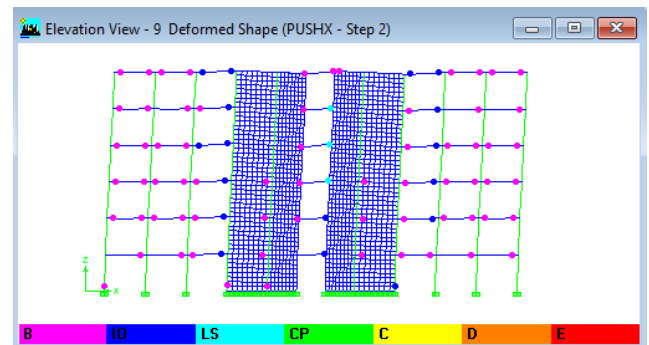 Elevation View - 9 Deformed Shape (PUSHX - Step 2)
Z
X
B IO LS CP C D E